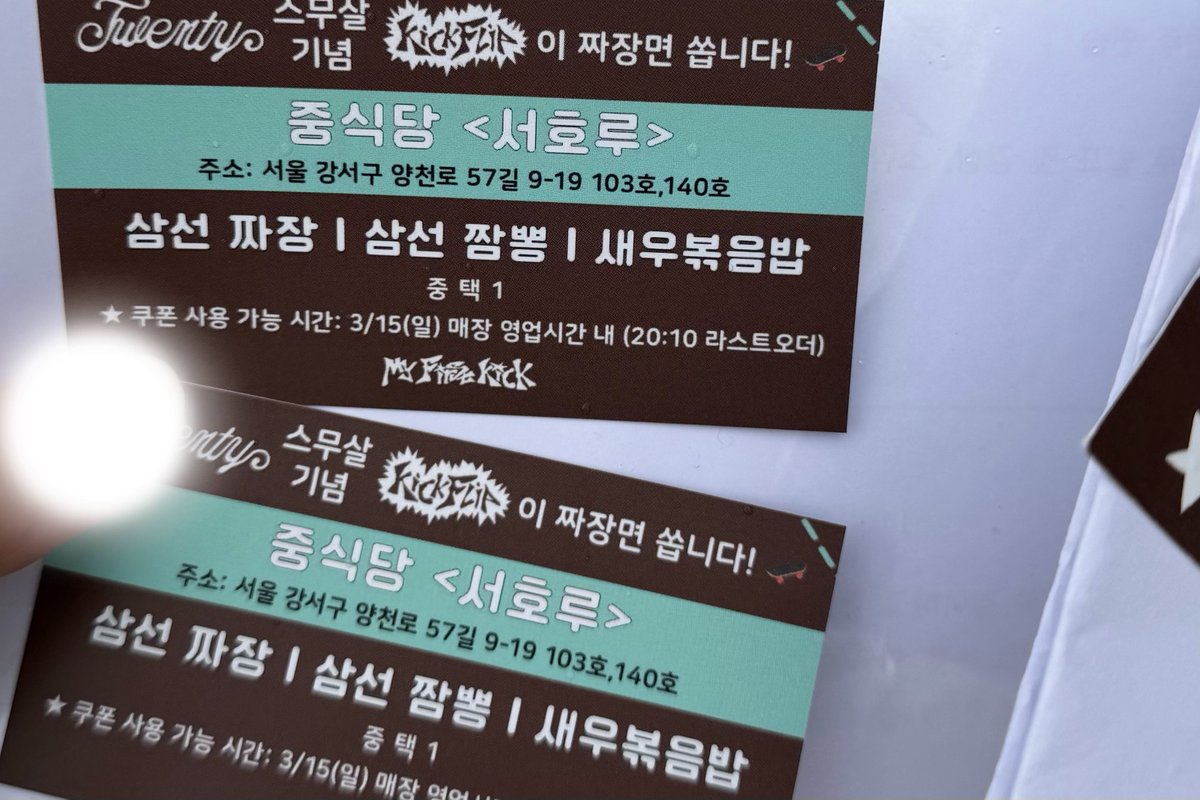 Twenty 스무살 기념 KickFlip 이 짜장면 쏩니다!
중식당 <서호루>
주소: 서울 강서구 양천로 57길 9-19 103호,140호
삼선 짜장 | 삼선 짬뽕 | 새우볶음밥
중 택 1
★ 쿠폰 사용 가능 시간: 3/15(일) 매장 영업시간 내 (20:10 라스트오더)
My First Kick
enty 스무살 기념 KickFlip 이 짜장면 쏩니다!
중식당 <서호루>
주소: 서울 강서구 양천로 57길 9-19 103호,140호
삼선 짜장 | 삼선 짬뽕 | 새우볶음밥
중 택 1
★ 쿠폰 사용 가능 시간: 3/15(일) 매장